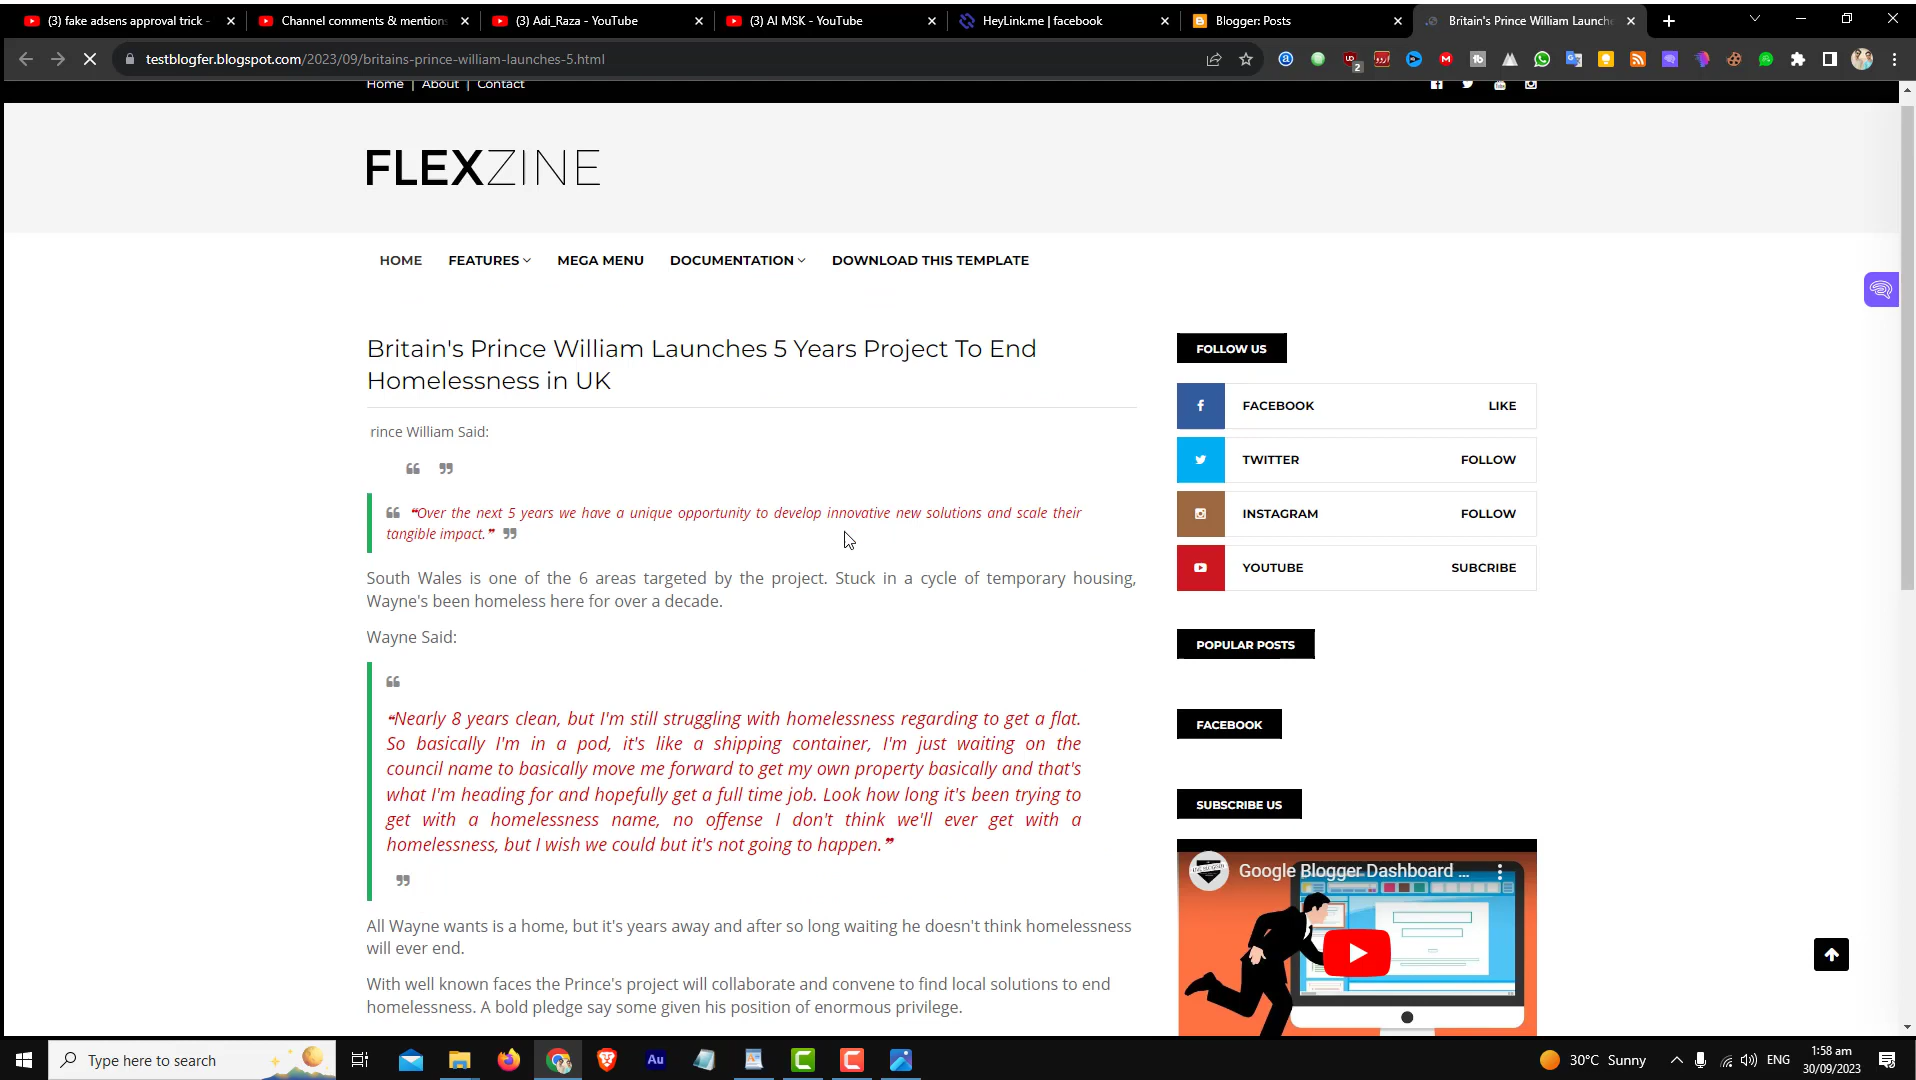 (3) fake adsens approval trick -
Channel comments & mention
(3) Adi_Raza - YouTube
(3) AI MSK - YouTube
HeyLink.me | facebook
Blogger: Posts
Britain's Prince William Launche
testblogfer.blogspot.com/2023/09/britains-prince-william-launches-5.html
Home | About | Contact
FLEXZINE
HOME FEATURES MEGA MENU DOCUMENTATION DOWNLOAD THIS TEMPLATE
Britain's Prince William Launches 5 Years Project To End
Homelessness in UK
rince William Said:
❝Over the next 5 years we have a unique opportunity to develop innovative new solutions and scale their
tangible impact.❞
South Wales is one of the 6 areas targeted by the project. Stuck in a cycle of temporary housing,
Wayne's been homeless here for over a decade.
Wayne Said:
❝Nearly 8 years clean, but I'm still struggling with homelessness regarding to get a flat.
So basically I'm in a pod, it's like a shipping container, I'm just waiting on the
council name to basically move me forward to get my own property basically and that's
what I'm heading for and hopefully get a full time job. Look how long it's been trying to
get with a homelessness name, no offense I don't think we'll ever get with a
homelessness, but I wish we could but it's not going to happen.❞
All Wayne wants is a home, but it's years away and after so long waiting he doesn't think homelessness
will ever end.
With well known faces the Prince's project will collaborate and convene to find local solutions to end
homelessness. A bold pledge say some given his position of enormous privilege.
FOLLOW US
FACEBOOK LIKE
TWITTER FOLLOW
INSTAGRAM FOLLOW
YOUTUBE SUBCRIBE
POPULAR POSTS
FACEBOOK
SUBSCRIBE US
Google Blogger Dashboard ...
Type here to search
Au
30°C Sunny
ENG
1:58 am
30/09/2023